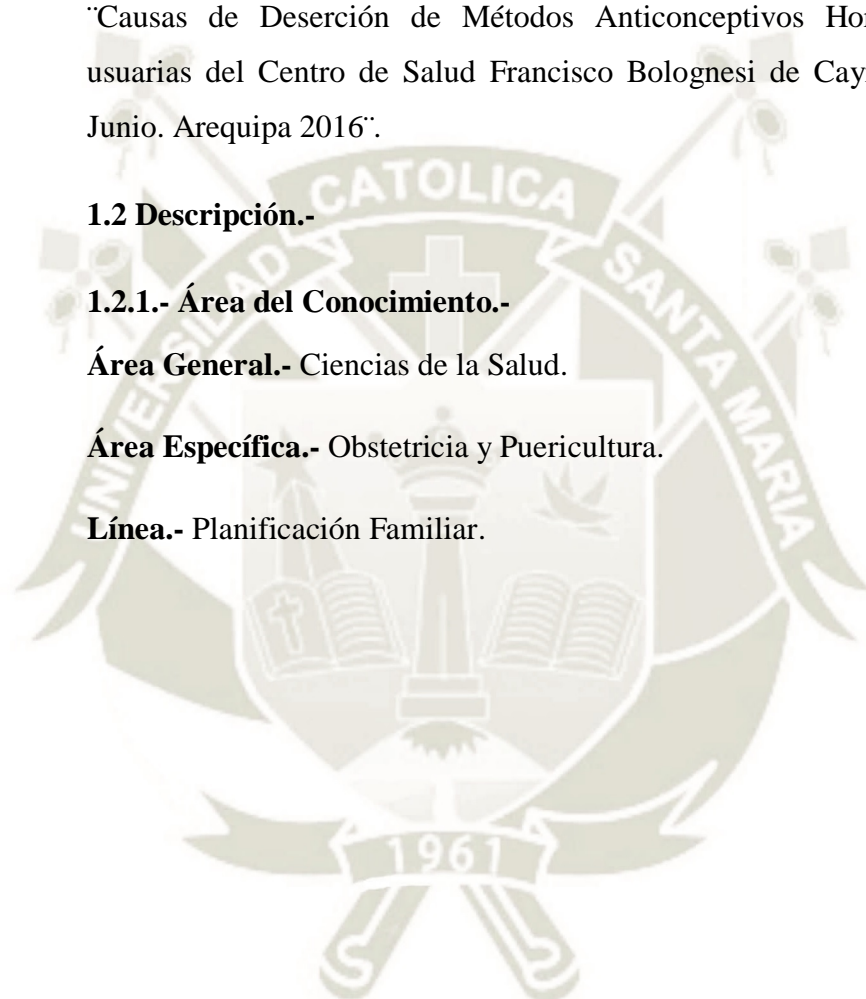 ¨Causas de Deserción de Métodos Anticonceptivos
usuarias del Centro de Salud Francisco Bolognesi de
Junio. Arequipa 2016¨.
1.2 Descripción.-
1.2.1.- Área del Conocimiento.-
Área General.- Ciencias de la Salud.
Área Específica.- Obstetricia y Puericultura.
Línea.- Planificación Familiar.
UNIVERSIDAD CATOLICA SANTA MARIA
1961